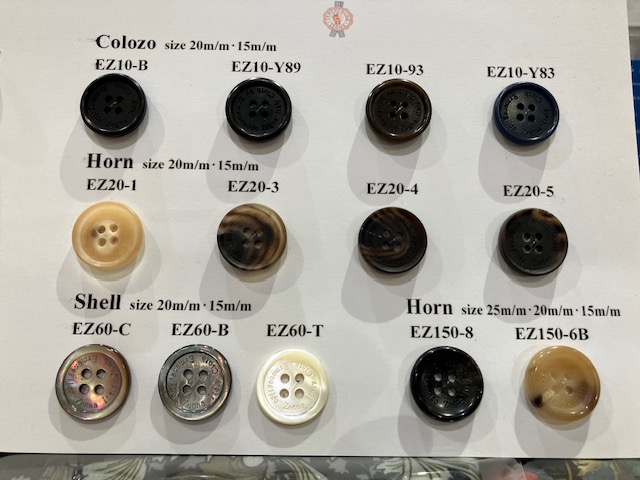 Colozo size 20m/m·15m/m
EZ10-B EZ10-Y89 EZ10-93 EZ10-Y83
Horn size 20m/m·15m/m
EZ20-1 EZ20-3 EZ20-4 EZ20-5
Shell size 20m/m·15m/m
EZ60-C EZ60-B EZ60-T
Horn size 25m/m·20m/m·15m/m
EZ150-8 EZ150-6B